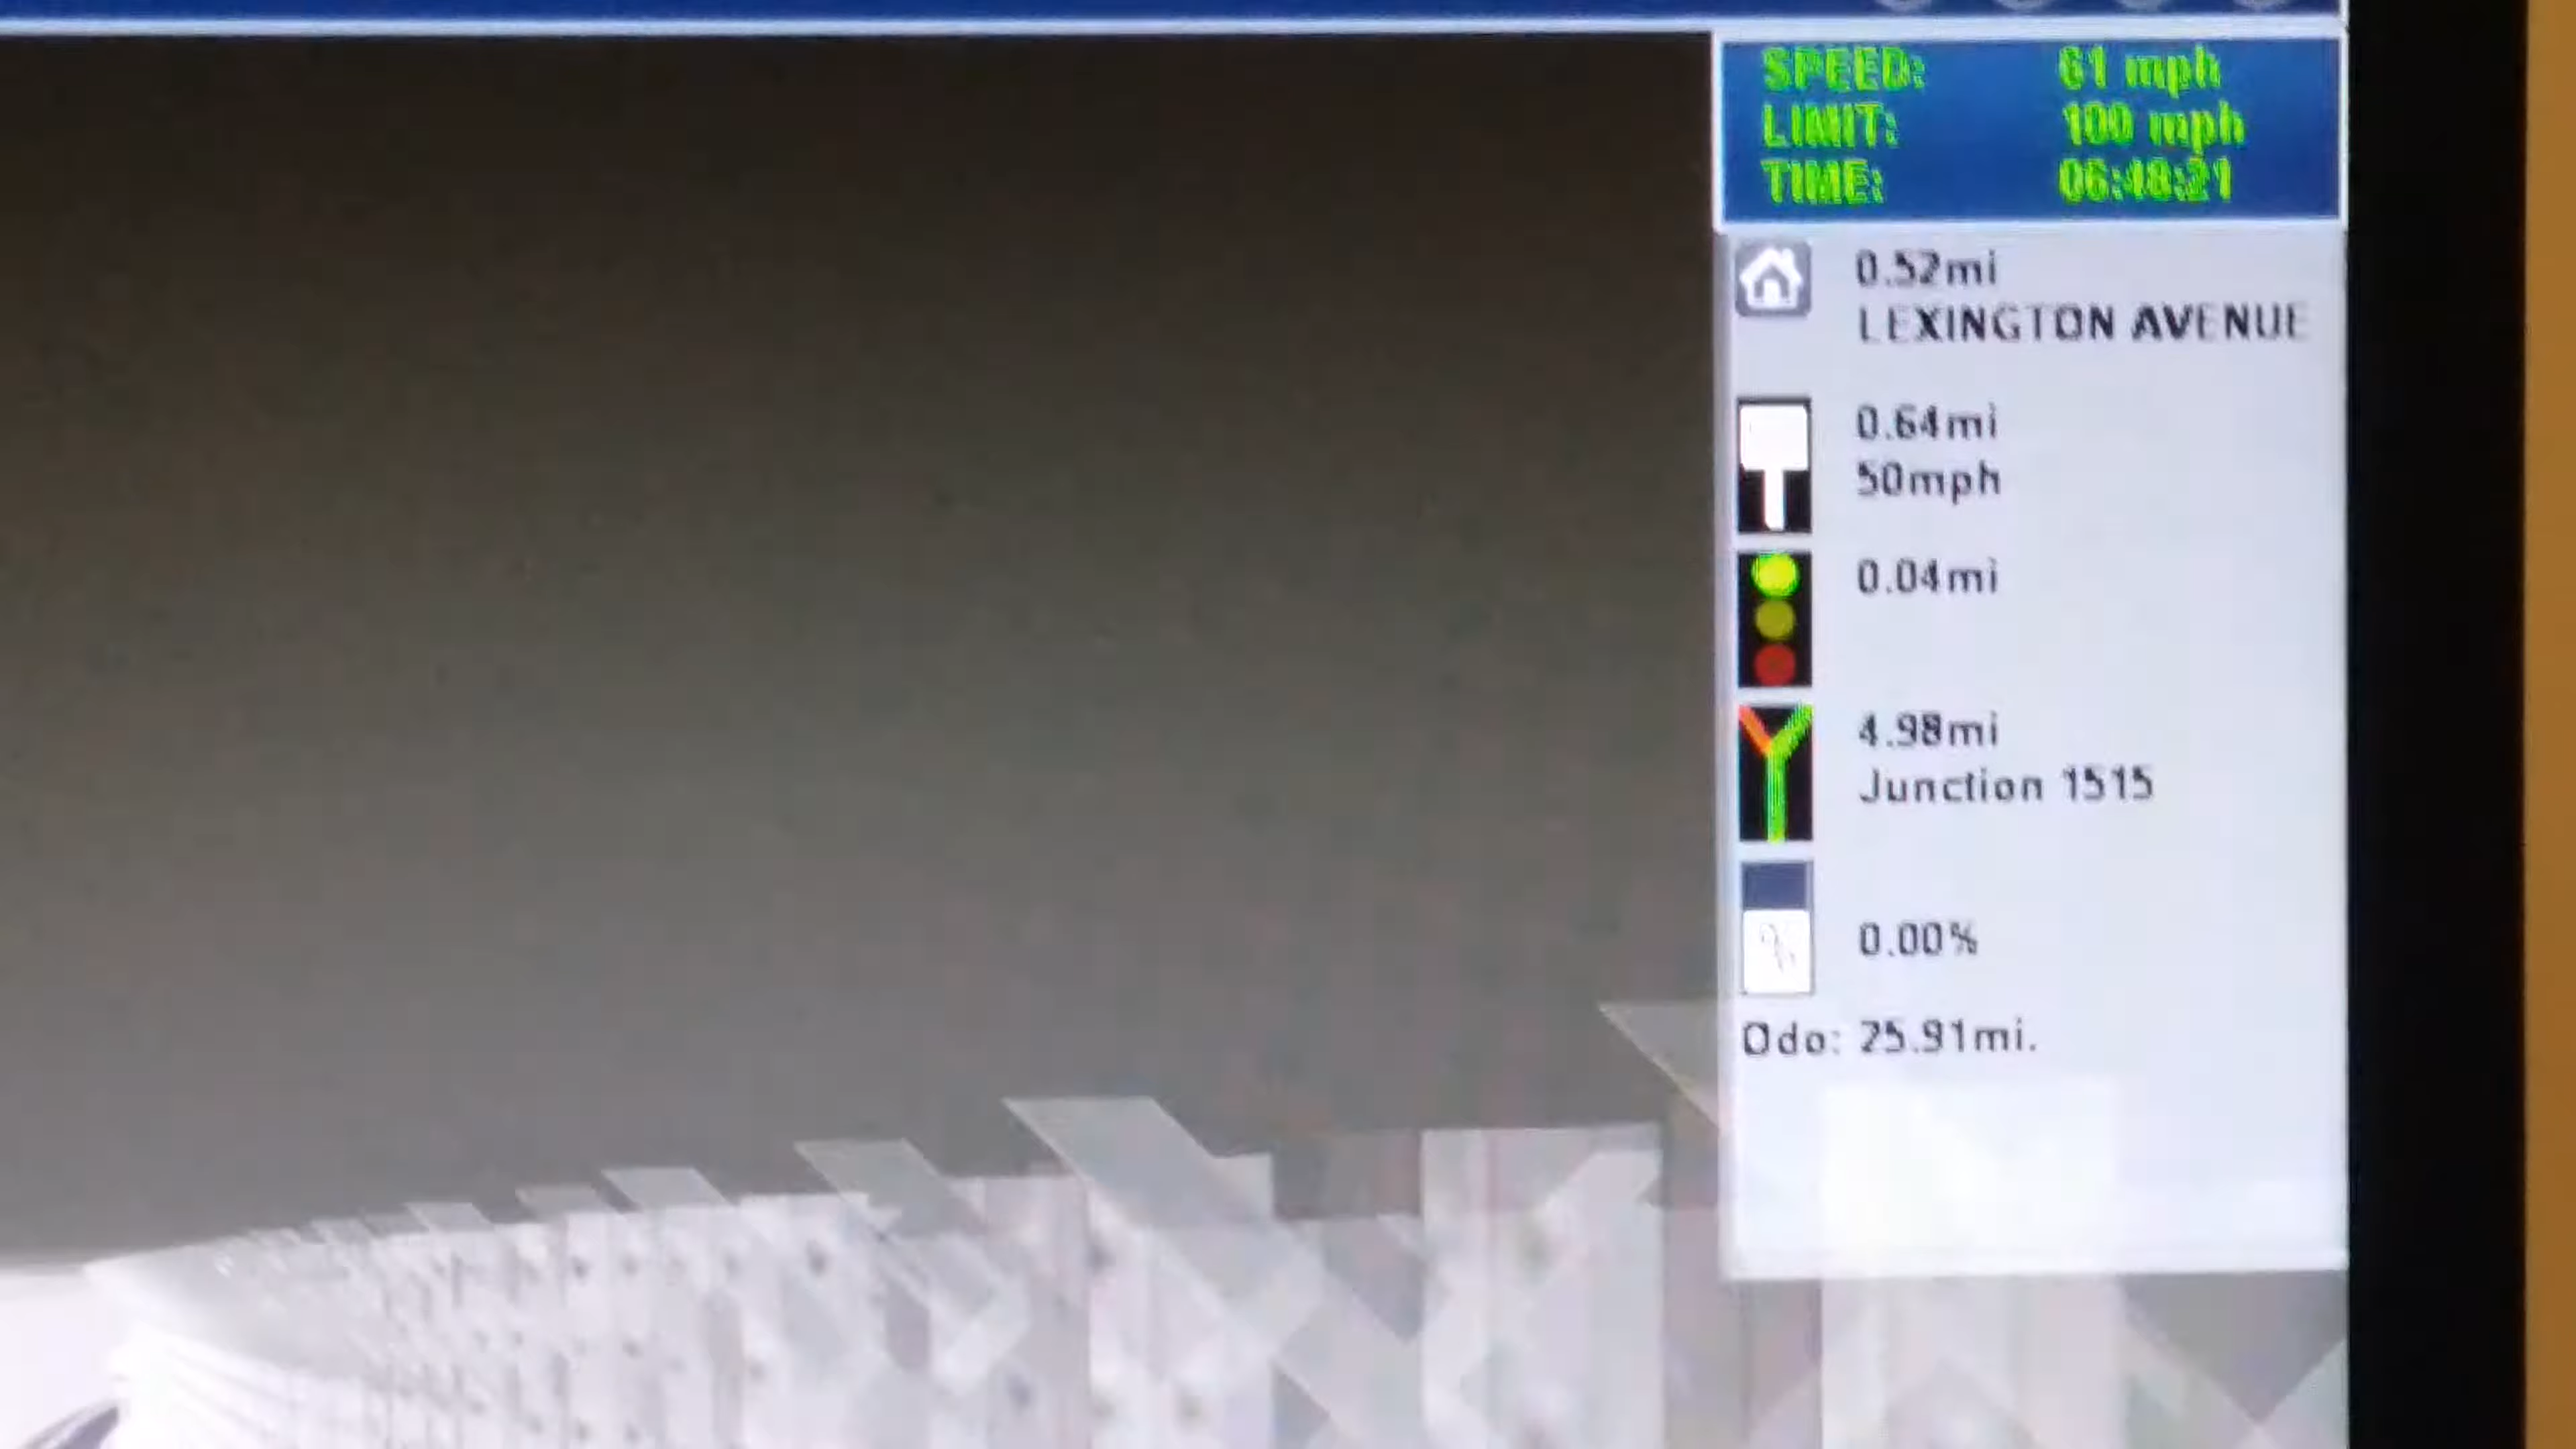 SPEED: 61 mph
LIMIT: 100 mph
TIME: 06:48:21
0.52mi
LEXINGTON AVENUE
0.64mi
50mph
0.04mi
4.98mi
Junction 1515
%
0.00%
Odo: 25.91mi.